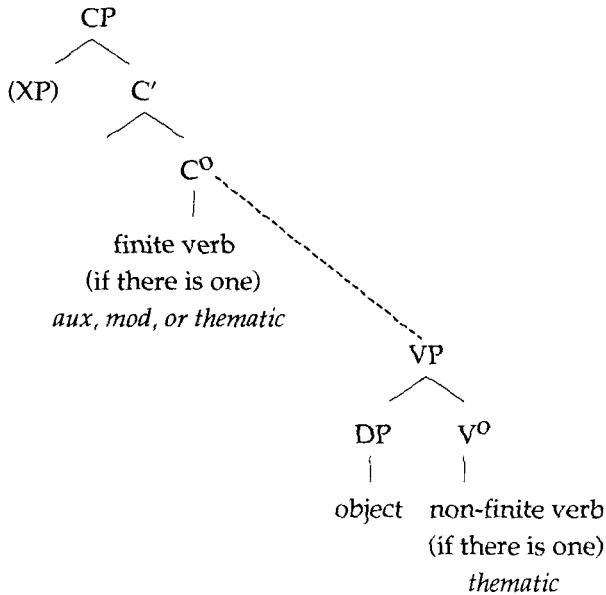 CP
(XP) C′
C⁰
finite verb
(if there is one)
aux, mod, or thematic
VP
DP V⁰
object non-finite verb
(if there is one)
thematic